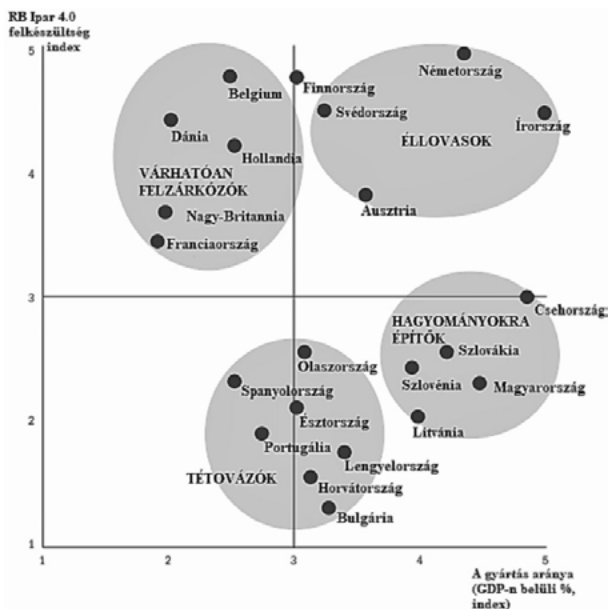 RB Ipar 4.0
felkészültség
index
5
Németország
Finnország
Belgium
Svédország
Írország
Dánia
ÉLLOVASOK
Hollandia
4
VÁRHATÓAN
FELZÁRKÓZÓK
Nagy-Britannia
Ausztria
Franciaország
3
Csehország
HAGYOMÁNYOKRA
ÉPÍTŐK
Szlovákia
Olaszország
Szlovénia
Magyarország
Spanyolország
Észtország
2
Litvánia
Portugália
Lengyelország
TÉTOVÁZÓK
Horvátország
Bulgária
1
1
2
3
4
5
A gyártás aránya
(GDP-n belüli %,
index)